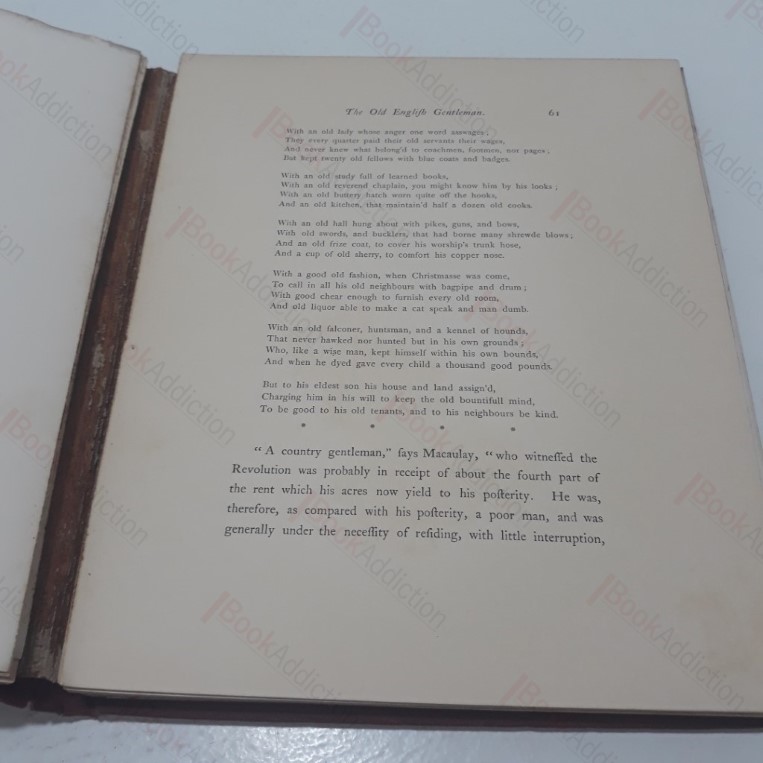 The Old Engliſh Gentleman. 61
With an old lady whose anger one word asswages;
They every quarter paid their old servants their wages,
And never knew what belong'd to coachmen, footmen, nor pages;
But kept twenty old fellows with blue coats and badges.
With an old study full of learned books,
With an old reverend chaplain, you might know him by his looks;
With an old buttery hatch worn quite off the hooks,
And an old kitchen, that maintain'd half a dozen old cooks.
With an old hall hung about with pikes, guns, and bows,
With old swords, and bucklers, that had borne many shrewde blows;
And an old frize coat, to cover his worship's trunk hose,
And a cup of old sherry, to comfort his copper nose.
With a good old fashion, when Christmasse was come,
To call in all his old neighbours with bagpipe and drum;
With good chear enough to furnish every old room,
And old liquor able to make a cat speak and man dumb.
With an old falconer, huntsman, and a kennel of hounds,
That never hawked nor hunted but in his own grounds;
Who, like a wise man, kept himself within his own bounds,
And when he dyed gave every child a thousand good pounds.
But to his eldest son his house and land assign'd,
Charging him in his will to keep the old bountifull mind,
To be good to his old tenants, and to his neighbours be kind.
* * * *
“ A country gentleman,” ſays Macaulay, “ who witneſſed the
Revolution was probably in receipt of about the fourth part of
the rent which his acres now yield to his poſterity. He was,
therefore, as compared with his poſterity, a poor man, and was
generally under the neceſſity of reſiding, with little interruption,
BookAddiction